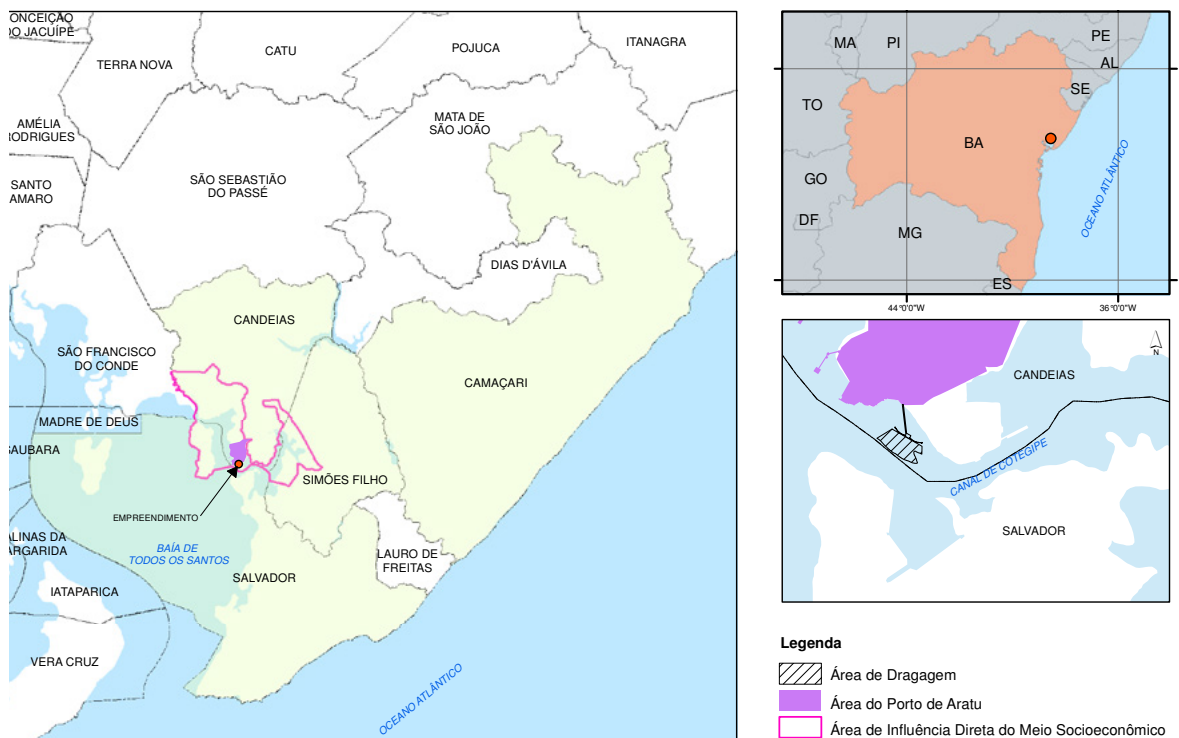 ONCEIÇÃO
DO JACUÍPE
TERRA NOVA
CATU
POJUCA
ITANAGRA
AMÉLIA
RODRIGUES
MATA DE
SÃO JOÃO
SANTO
AMARO
SÃO SEBASTIÃO
DO PASSÉ
DIAS D'ÁVILA
CANDEIAS
SÃO FRANCISCO
DO CONDE
CAMAÇARI
MADRE DE DEUS
SAUBARA
SIMÕES FILHO
EMPREENDIMENTO
BAÍA DE
TODOS OS SANTOS
ALINAS DA
ARGARIDA
LAURO DE
FREITAS
SALVADOR
IATAPARICA
VERA CRUZ
OCEANO ATLÂNTICO
MA
PI
PE
AL
SE
TO
BA
GO
DF
MG
ES
OCEANO ATLÂNTICO
44°0'0"W
36°0'0"W
N
CANDEIAS
CANAL DE COTEGIPE
SALVADOR
Legenda
Área de Dragagem
Área do Porto de Aratu
Área de Influência Direta do Meio Socioeconômico